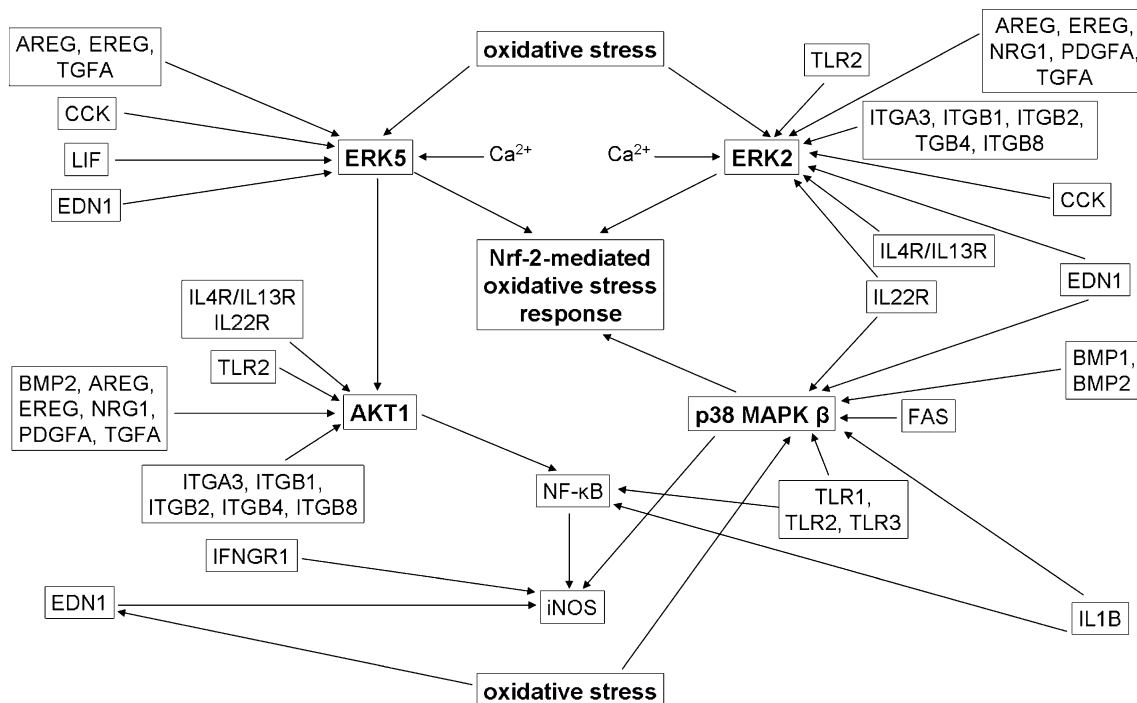 AREG, EREG,
TGFA
oxidative stress
TLR2
AREG, EREG,
NRG1, PDGFA,
TGFA
CCK
ITGA3, ITGB1, ITGB2,
TGB4, ITGB8
LIF
ERK5
Ca²⁺
Ca²⁺
ERK2
EDN1
CCK
IL4R/IL13R
Nrf-2-mediated
oxidative stress
response
IL22R
EDN1
IL4R/IL13R
IL22R
TLR2
BMP2, AREG,
EREG, NRG1,
PDGFA, TGFA
AKT1
p38 MAPK β
FAS
BMP1,
BMP2
ITGA3, ITGB1,
ITGB2, ITGB4, ITGB8
NF-κB
TLR1,
TLR2, TLR3
IFNGR1
EDN1
iNOS
IL1B
oxidative stress